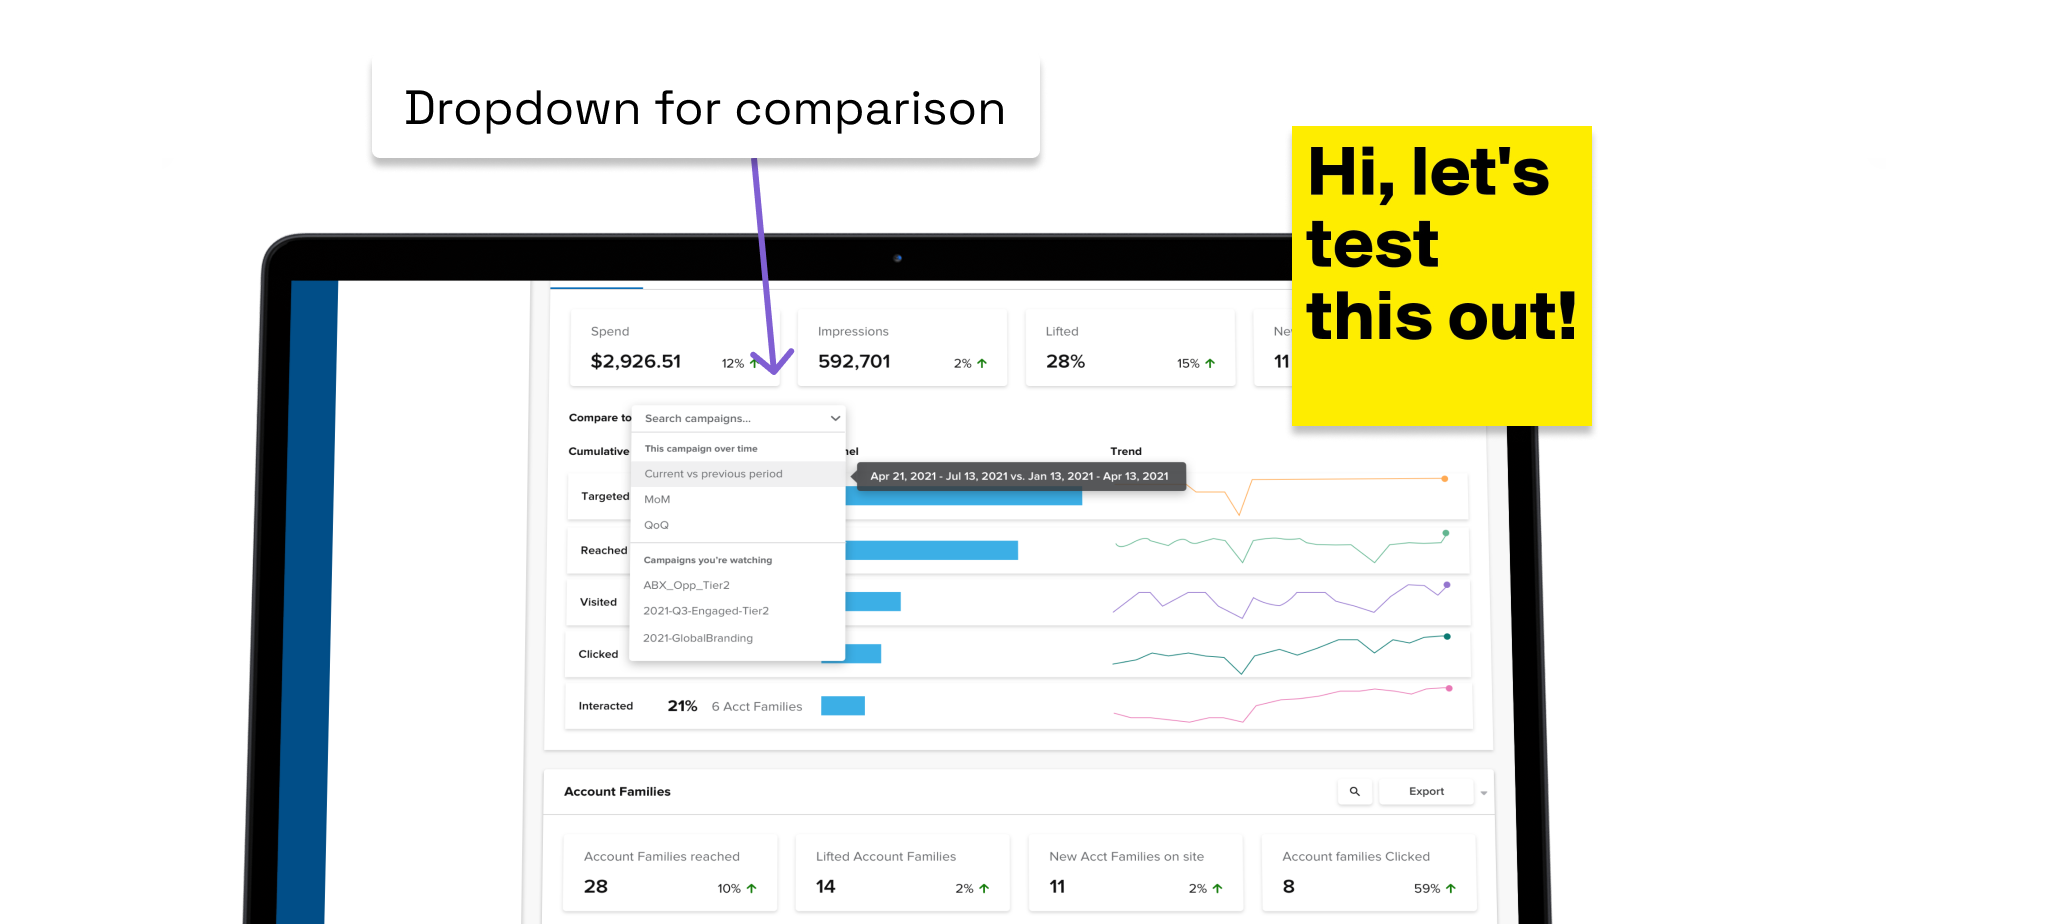 Dropdown for comparison
Hi, let's
test
this out!
Spend
$2,926.51 12%
Impressions
592,701 2%
Lifted
28% 15%
11
Compare to Search campaigns...
Cumulative
This campaign over time
Trend
Current vs previous period
Apr 21, 2021 - Jul 13, 2021 vs. Jan 13, 2021 - Apr 13, 2021
Targeted
MoM
QoQ
Reached
Campaigns you're watching
ABX_Opp_Tier2
Visited
2021-Q3-Engaged-Tier2
2021-GlobalBranding
Clicked
Interacted 21% 6 Acct Families
Account Families
Export
Account Families reached
28 10%
Lifted Account Families
14 2%
New Acct Families on site
11 2%
Account families Clicked
8 59%